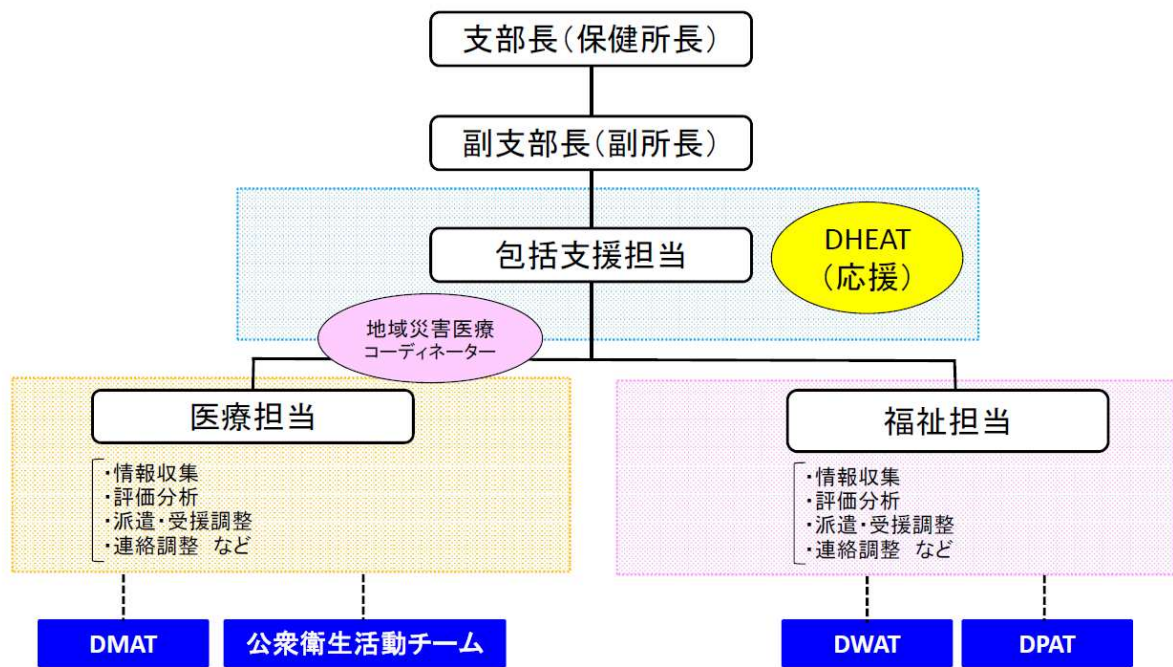 支部長(保健所長)
副支部長(副所長)
包括支援担当
DHEAT
(応援)
地域災害医療
コーディネーター
医療担当
・情報収集
・評価分析
・派遣・受援調整
・連絡調整 など
福祉担当
・情報収集
・評価分析
・派遣・受援調整
・連絡調整 など
DMAT
公衆衛生活動チーム
DWAT
DPAT